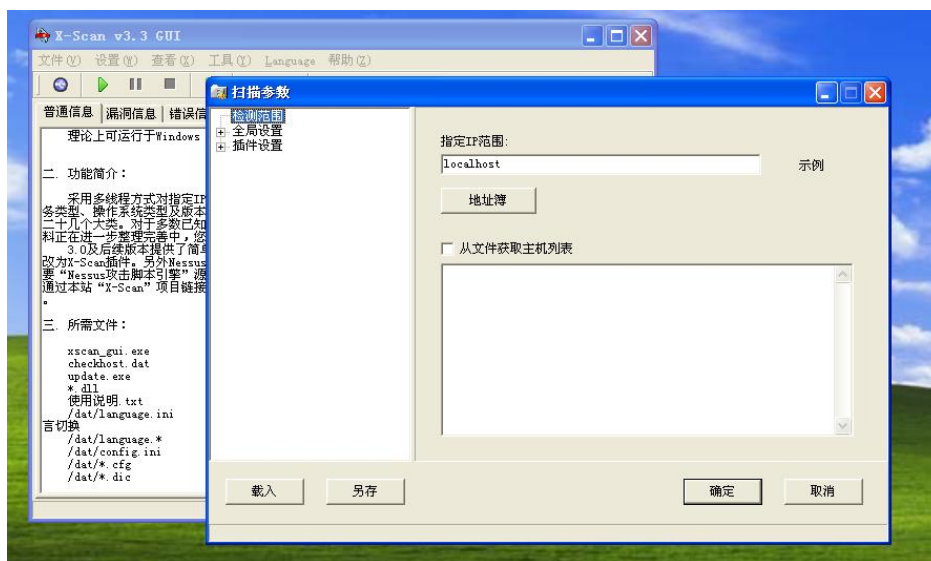 X-Scan v3.3 GUI
文件(V) 设置(W) 查看(X) 工具(Y) Language 帮助(Z)
普通信息 漏洞信息 错误信
理论上可运行于Windows
二. 功能简介:
采用多线程方式对指定IP
务类型、操作系统类型及版本
二十几个大类。对于多数已知
料正在进一步整理完善中,您
3.0及后续版本提供了简单
改为X-Scan插件。另外Nessus
要“Nessus攻击脚本引擎”源
通过本站“X-Scan”项目链接
。
三. 所需文件:
xscan_gui.exe
checkhost.dat
update.exe
*.dll
使用说明.txt
/dat/language.ini
言切换
/dat/language.*
/dat/config.ini
/dat/*.cfg
/dat/*.dic
扫描参数
检测范围
全局设置
插件设置
指定IP范围:
localhost
示例
地址簿
从文件获取主机列表
载入
另存
确定
取消